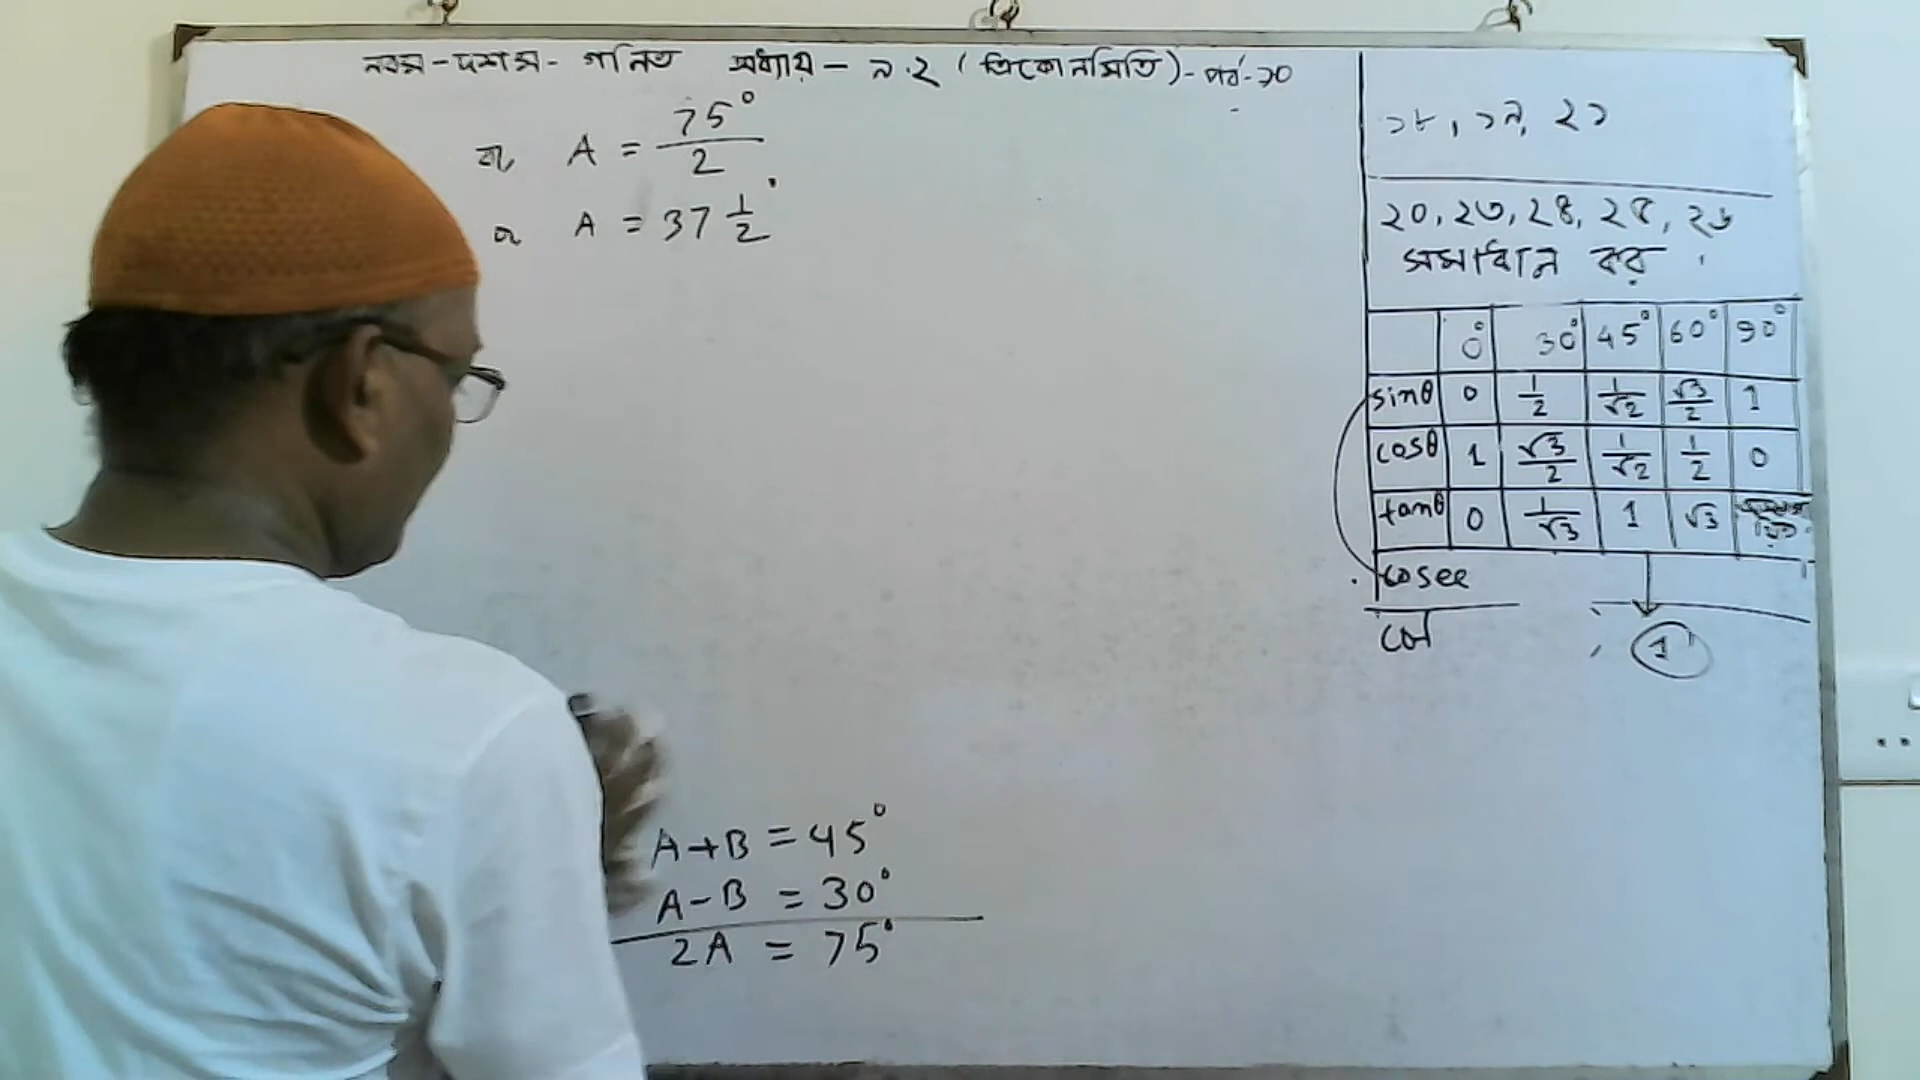 নবম-দশম- গনিত অধ্যায় - ৯.২ (ত্রিকোনমিতি)- পর্ব-১০
বা, A = 75° / 2
বা A = 37 1/2°
A+B = 45°
A-B = 30°
2A = 75°
১৮, ১৯, ২১
২০, ২৩, ২৪, ২৫, ২৬
সমাধান কর
0° 30° 45° 60° 90°
sinθ 0 1/2 1/√2 √3/2 1
cosθ 1 √3/2 1/√2 1/2 0
tanθ 0 1/√3 1 √3
cosec
1